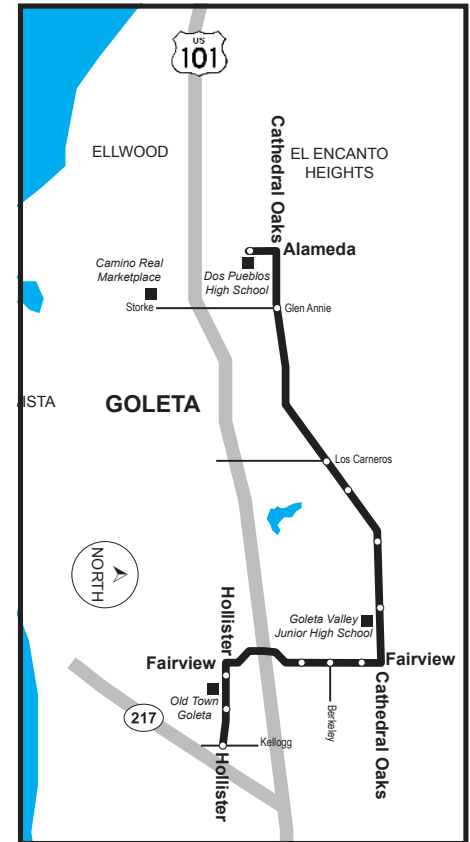 US
101
ELLWOOD
Cathedral Oaks
EL ENCANTO
HEIGHTS
Alameda
Camino Real
Marketplace
Dos Pueblos
High School
Storke
Glen Annie
ISTA
GOLETA
Los Carneros
NORTH
Hollister
Goleta Valley
Junior High School
Fairview
Fairview
Cathedral Oaks
Old Town
Goleta
Berkeley
217
Kellogg
Hollister